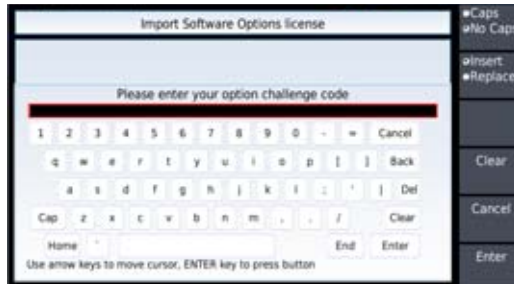 Import Software Options license
Please enter your option challenge code
1 2 3 4 5 6 7 8 9 0 - = Cancel
q w e r t y u i o p [ ] Back
a s d f g h j k l ; ' | Del
Cap z x c v b n m , . / Clear
Home ` End Enter
Use arrow keys to move cursor, ENTER key to press button
Caps
No Caps
Insert
Replace
Clear
Cancel
Enter